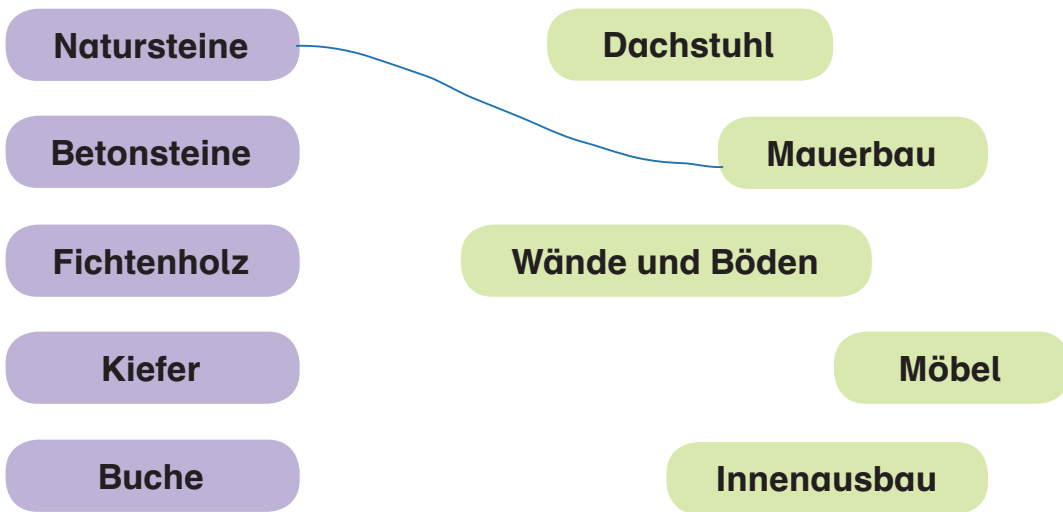 Natursteine
Dachstuhl
Betonsteine
Mauerbau
Fichtenholz
Wände und Böden
Kiefer
Möbel
Buche
Innenausbau